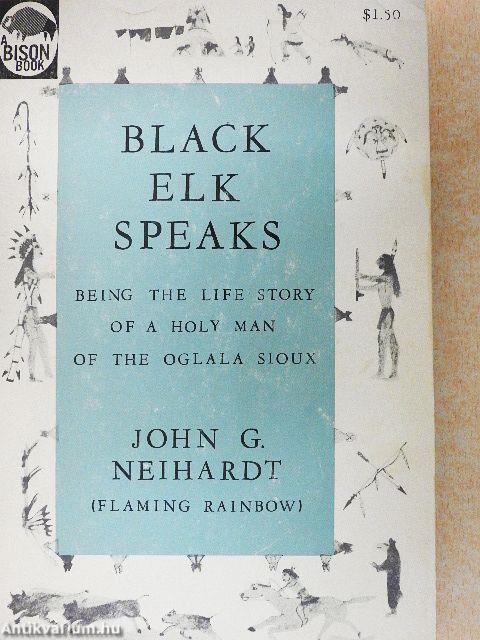 A
BISON
BOOK
$1.50
BLACK
ELK
SPEAKS
BEING THE LIFE STORY
OF A HOLY MAN
OF THE OGLALA SIOUX
JOHN G.
NEIHARDT
(FLAMING RAINBOW)
Antikvarium.hu